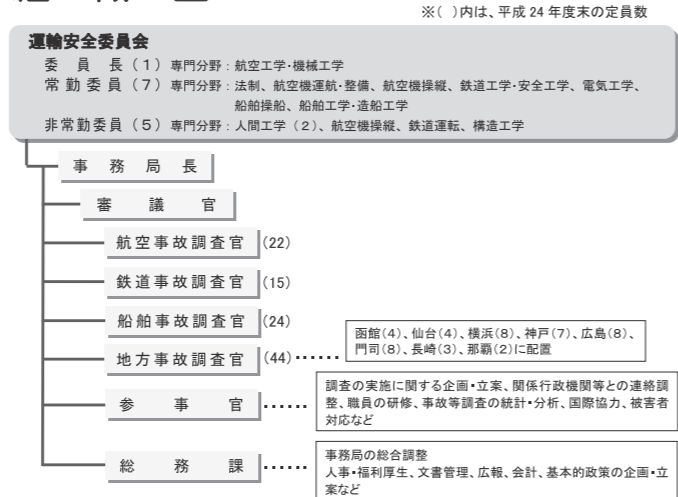 ※( )内は、平成24年度末の定員数
運輸安全委員会
委員長(1)専門分野:航空工学・機械工学
常勤委員(7)専門分野:法制、航空機運航・整備、航空機操縦、鉄道工学・安全工学、電気工学、
船舶操船、船舶工学・造船工学
非常勤委員(5)専門分野:人間工学(2)、航空機操縦、鉄道運転、構造工学
事務局長
審議官
航空事故調査官(22)
鉄道事故調査官(15)
船舶事故調査官(24)
地方事故調査官(44)
函館(4)、仙台(4)、横浜(8)、神戸(7)、広島(8)、
門司(8)、長崎(3)、那覇(2)に配置
参事官
調査の実施に関する企画・立案、関係行政機関等との連絡調
整、職員の研修、事故等調査の統計・分析、国際協力、被害者
対応など
総務課
事務局の総合調整
人事・福利厚生、文書管理、広報、会計、基本的政策の企画・立
案など